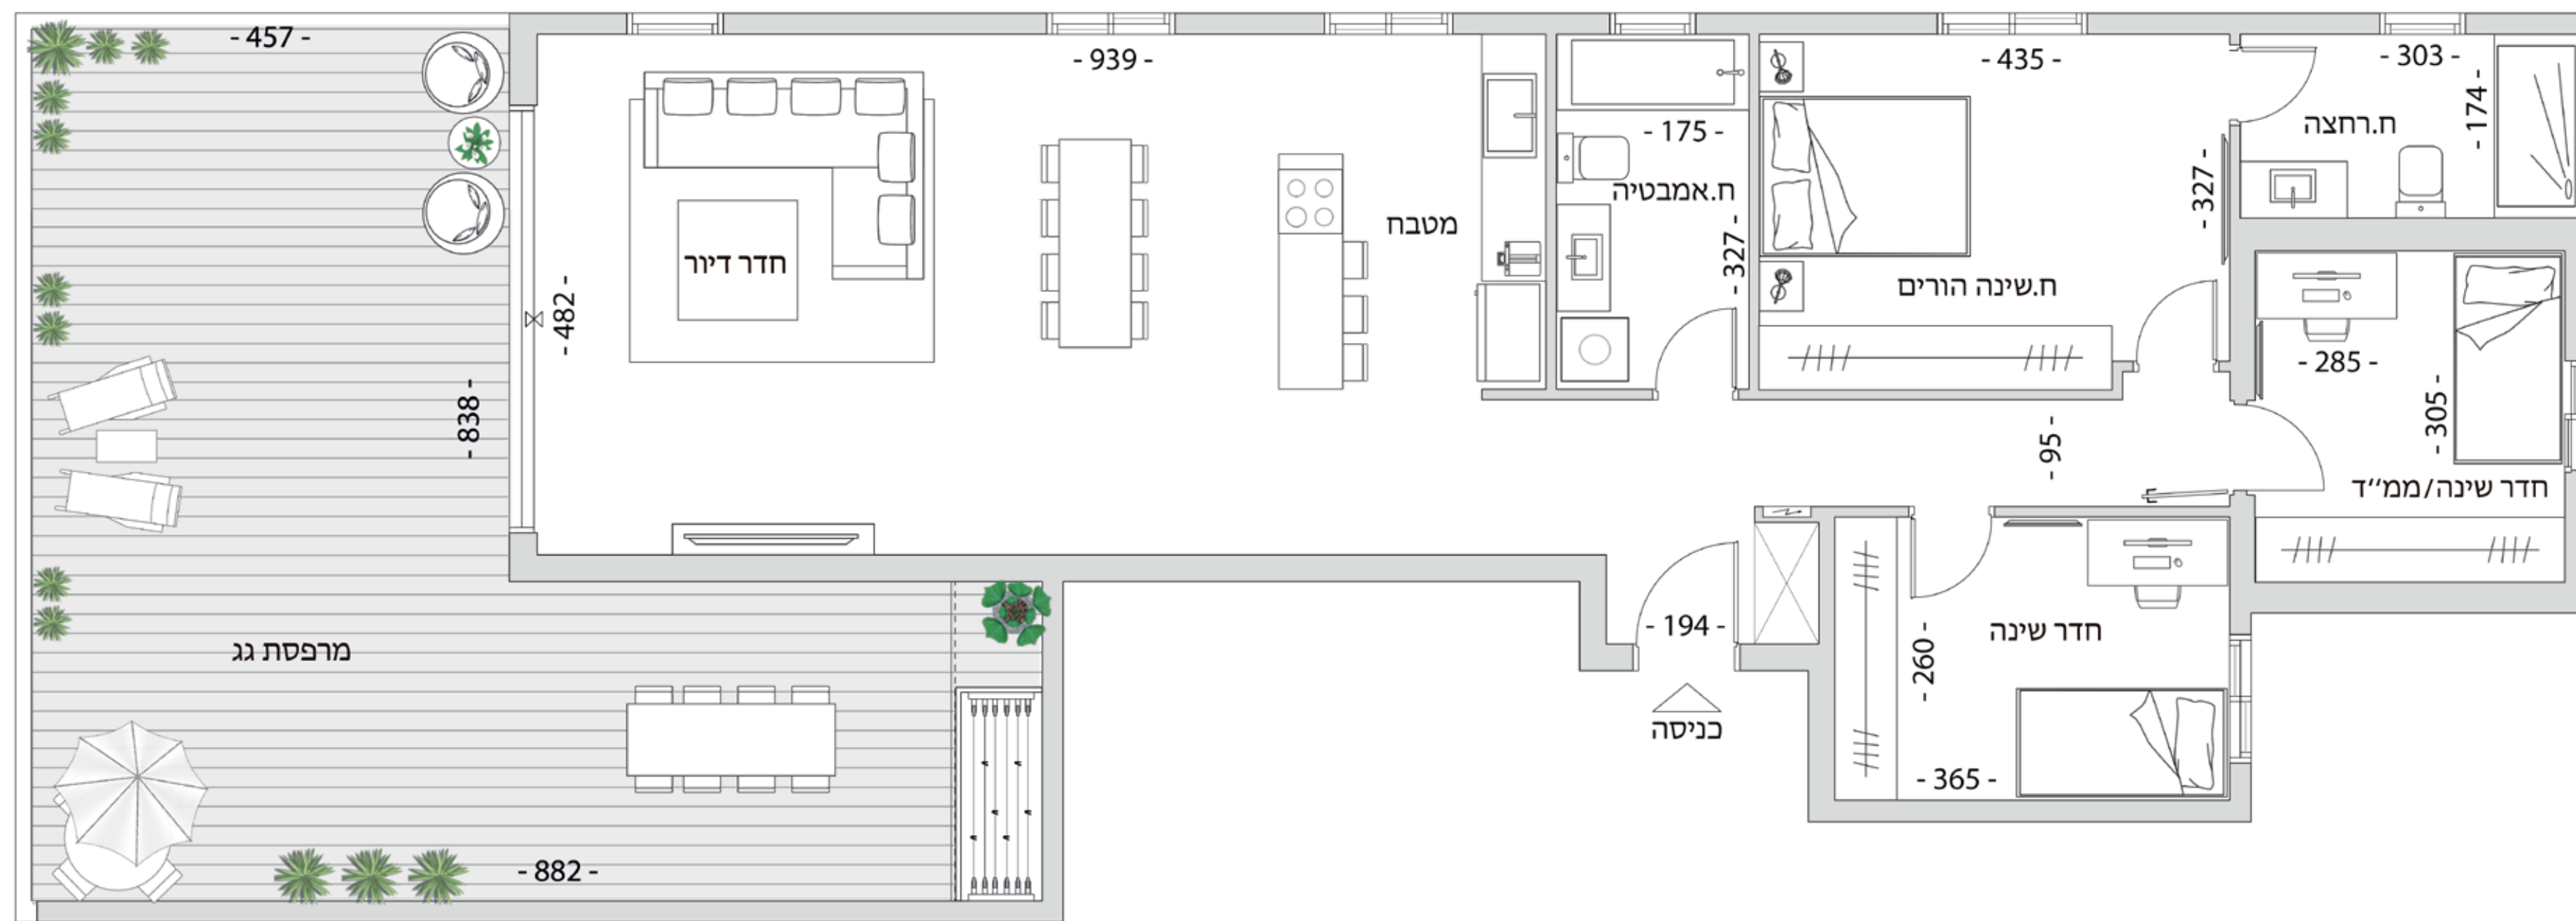 - 457 -
- 939 -
- 435 -
- 303 -
- 174 -
ח.רחצה
- 175 -
ח.אמבטיה
- 327 -
- 327 -
מטבח
חדר דיור
- 482 -
ח.שינה הורים
- 285 -
- 305 -
- 838 -
- 95 -
חדר שינה/ממ״ד
- 194 -
חדר שינה
- 260 -
מרפסת גג
כניסה
- 365 -
- 882 -